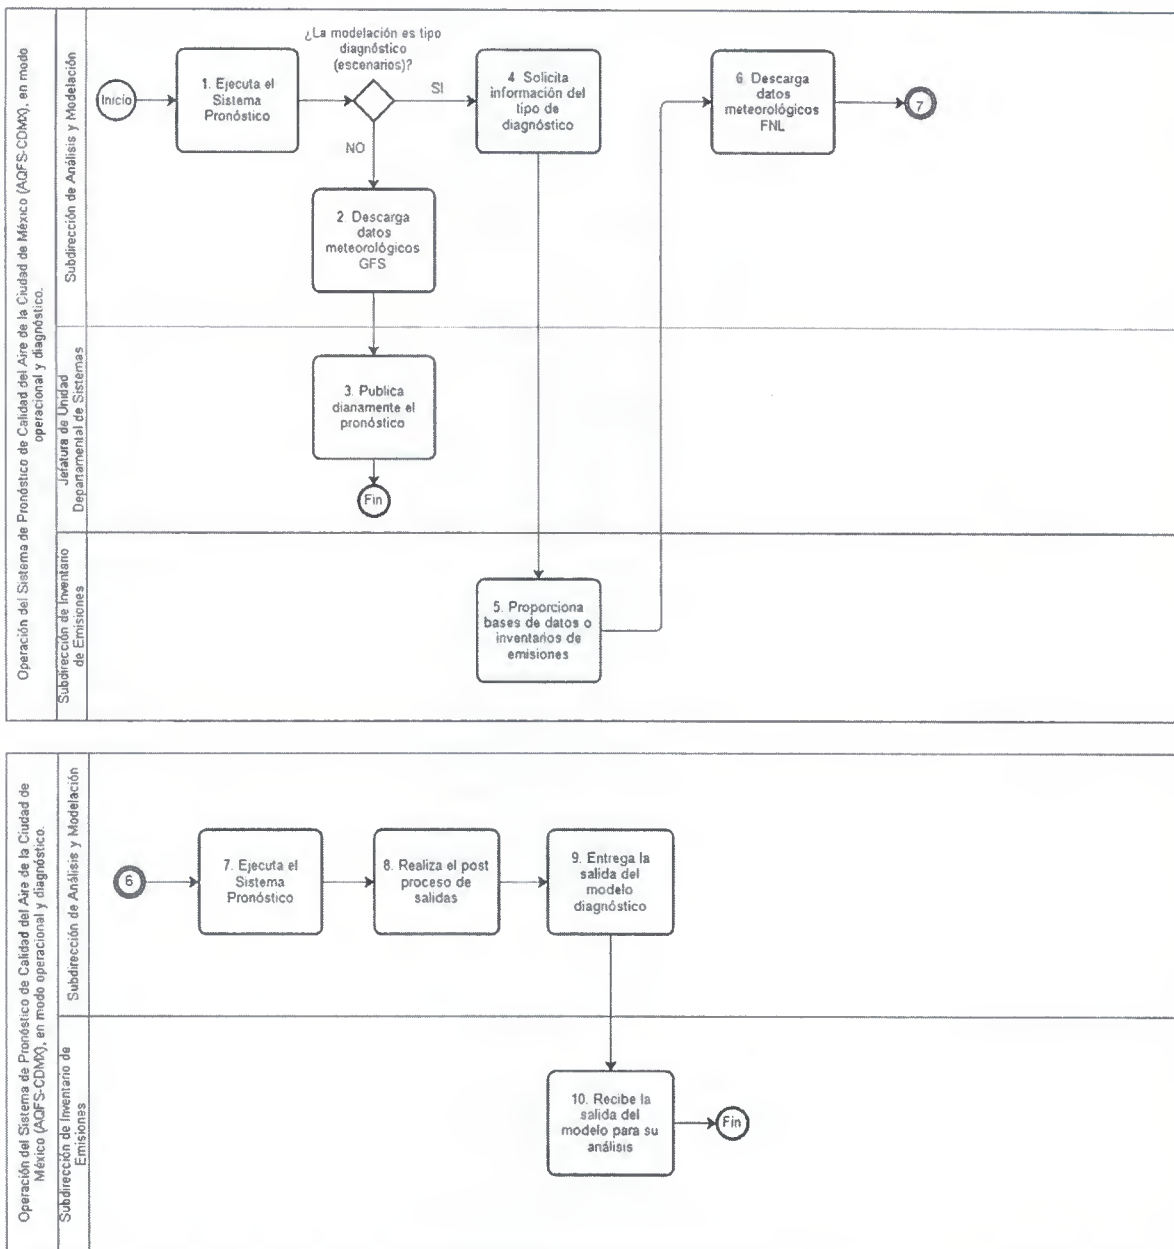 Operación del Sistema de Pronóstico de Calidad del Aire de la Ciudad de México (AQFS-CDMX), en modo
operacional y diagnóstico.
Subdirección de Análisis y Modelación
Inicio
1. Ejecuta el
Sistema
Pronóstico
¿La modelación es tipo
diagnóstico
(escenarios)?
SI
NO
4 Solicita
información del
tipo de
diagnóstico
6 Descarga
datos
meteorológicos
FNL
7
2. Descarga
datos
meteorológicos
GFS
Jefatura de Unidad
Departamental de Sistemas
3. Publica
dianamente el
pronóstico
Fin
Subdirección de Inventario
de Emisiones
5. Proporciona
bases de datos o
inventarios de
emisiones
Operación del Sistema de Pronóstico de Calidad del Aire de la Ciudad de
México (AQFS-CDMX), en modo operacional y diagnóstico.
Subdirección de Análisis y Modelación
6
7. Ejecuta el
Sistema
Pronóstico
8. Realiza el post
proceso de
salidas
9. Entrega la
salida del
modelo
diagnóstico
Subdirección de Inventario de
Emisiones
10. Recibe la
salida del
modelo para su
análisis
Fin